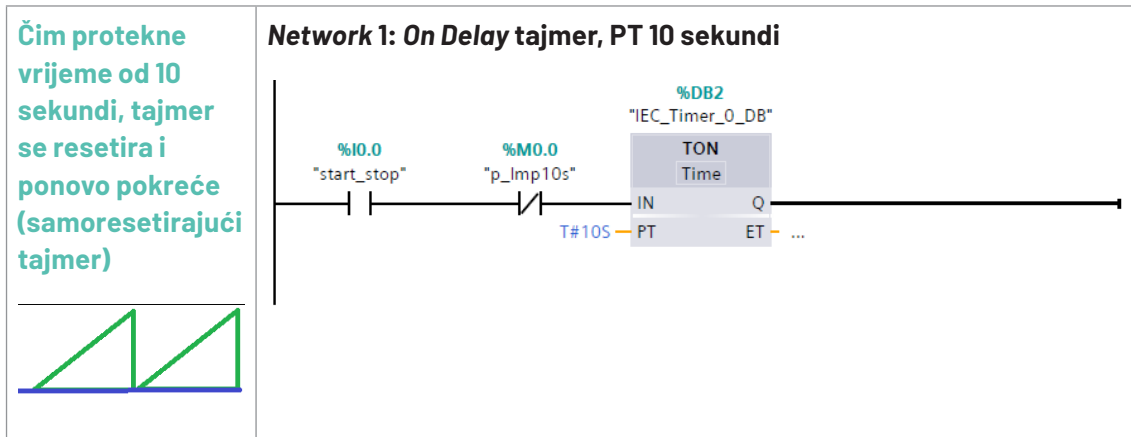 Čim protekne
vrijeme od 10
sekundi, tajmer
se resetira i
ponovo pokreće
(samoresetirajući
tajmer)
Network 1: On Delay tajmer, PT 10 sekundi
%DB2
"IEC_Timer_0_DB"
%I0.0
"start_stop"
%M0.0
"p_Imp10s"
TON
Time
IN
Q
T#10S
PT
ET
...